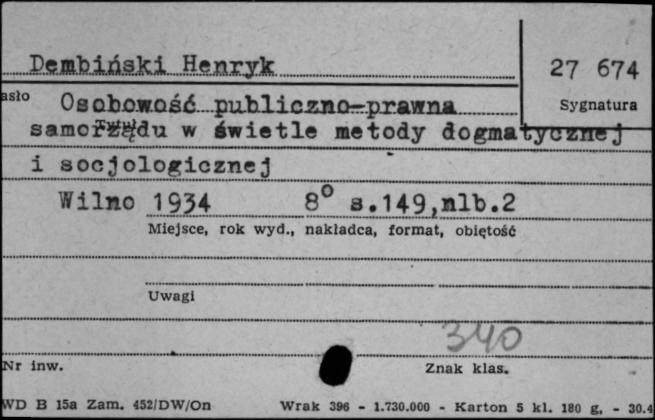 Dembiński Henryk
27 674
asło Osobowość publiczno-prawna
Sygnatura
samorządu w świetle metody dogmatycznej
i socjologicznej
Wilno 1934 8° s.149,nlb.2
Miejsce, rok wyd., nakładca, format, obiętość
Uwagi
340
Nr inw.
Znak klas.
WD B 15a Zam. 452/DW/On Wrak 396 - 1.730.000 - Karton 5 kl. 180 g. - 30.4